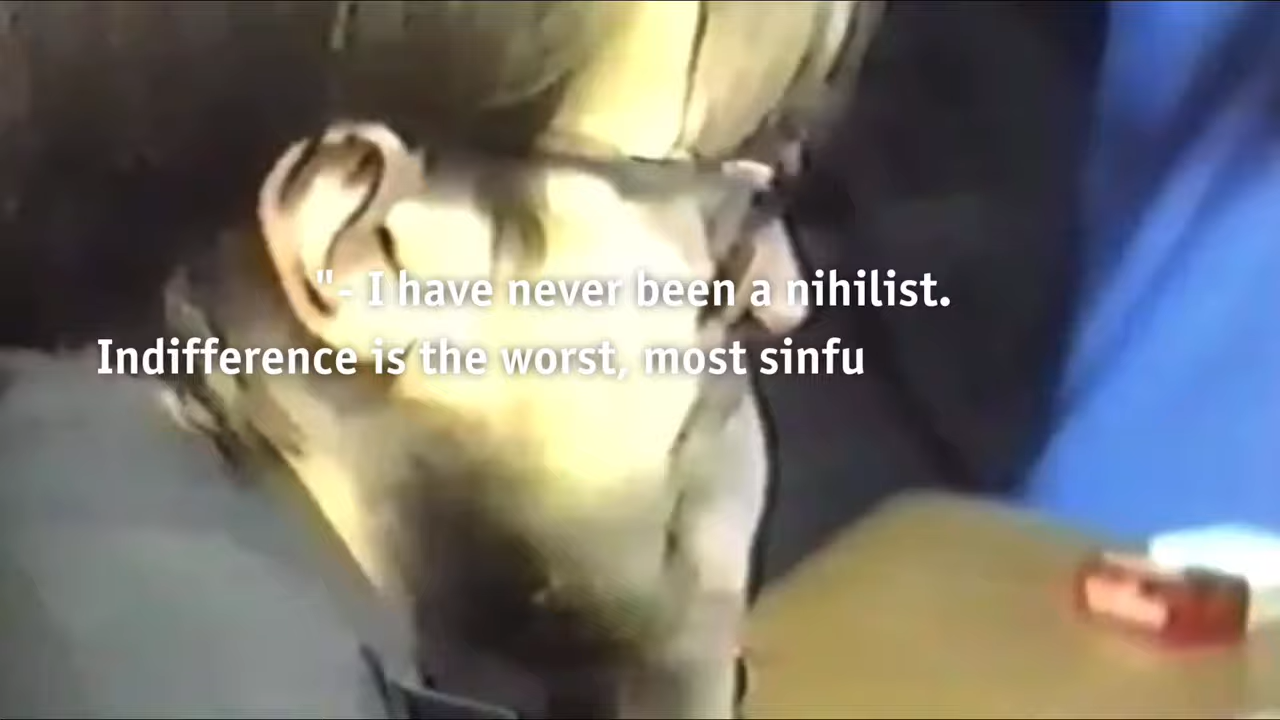 "- I have never been a nihilist.
Indifference is the worst, most sinfu